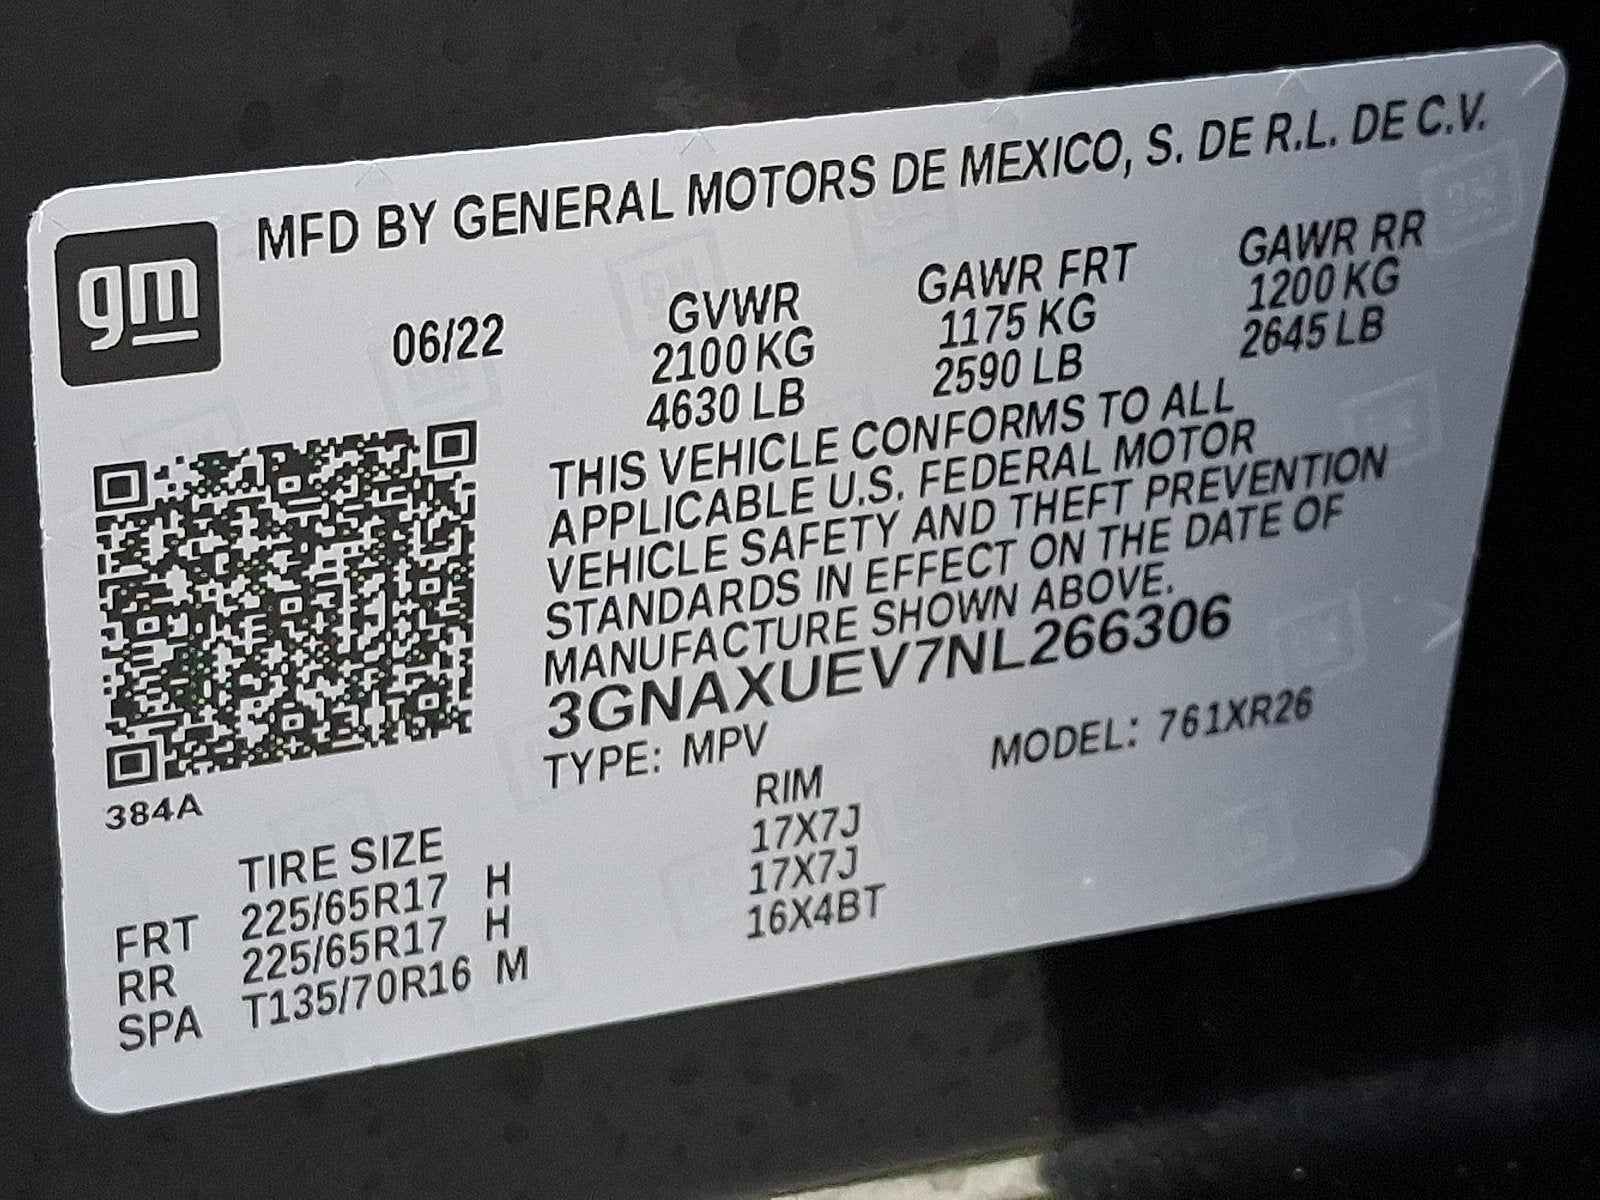 MFD BY GENERAL MOTORS DE MEXICO, S. DE R.L. DE C.V.
gm
06/22
GVWR
2100 KG
4630 LB
GAWR FRT
1175 KG
2590 LB
GAWR RR
1200 KG
2645 LB
THIS VEHICLE CONFORMS TO ALL
APPLICABLE U.S. FEDERAL MOTOR
VEHICLE SAFETY AND THEFT PREVENTION
STANDARDS IN EFFECT ON THE DATE OF
MANUFACTURE SHOWN ABOVE.
3GNAXUEV7NL266306
TYPE: MPV MODEL: 761XR26
384A
TIRE SIZE RIM
FRT 225/65R17 H 17X7J
RR 225/65R17 H 17X7J
SPA T135/70R16 M 16X4BT